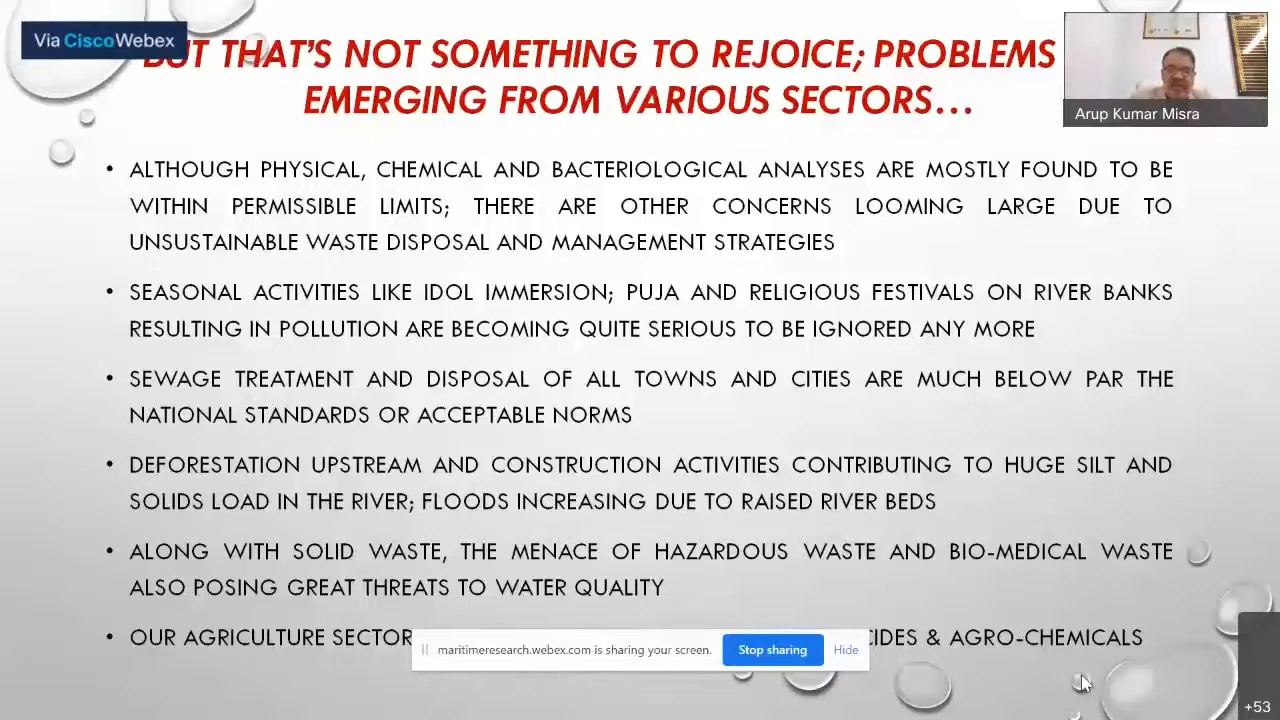 Via CiscoWebex
BUT THAT'S NOT SOMETHING TO REJOICE; PROBLEMS
EMERGING FROM VARIOUS SECTORS...
Arup Kumar Misra
• ALTHOUGH PHYSICAL, CHEMICAL AND BACTERIOLOGICAL ANALYSES ARE MOSTLY FOUND TO BE
WITHIN PERMISSIBLE LIMITS; THERE ARE OTHER CONCERNS LOOMING LARGE DUE TO
UNSUSTAINABLE WASTE DISPOSAL AND MANAGEMENT STRATEGIES
• SEASONAL ACTIVITIES LIKE IDOL IMMERSION; PUJA AND RELIGIOUS FESTIVALS ON RIVER BANKS
RESULTING IN POLLUTION ARE BECOMING QUITE SERIOUS TO BE IGNORED ANY MORE
• SEWAGE TREATMENT AND DISPOSAL OF ALL TOWNS AND CITIES ARE MUCH BELOW PAR THE
NATIONAL STANDARDS OR ACCEPTABLE NORMS
• DEFORESTATION UPSTREAM AND CONSTRUCTION ACTIVITIES CONTRIBUTING TO HUGE SILT AND
SOLIDS LOAD IN THE RIVER; FLOODS INCREASING DUE TO RAISED RIVER BEDS
• ALONG WITH SOLID WASTE, THE MENACE OF HAZARDOUS WASTE AND BIO-MEDICAL WASTE
ALSO POSING GREAT THREATS TO WATER QUALITY
• OUR AGRICULTURE SECTOR CIDES & AGRO-CHEMICALS
maritimeresearch.webex.com is sharing your screen. Stop sharing Hide
+53